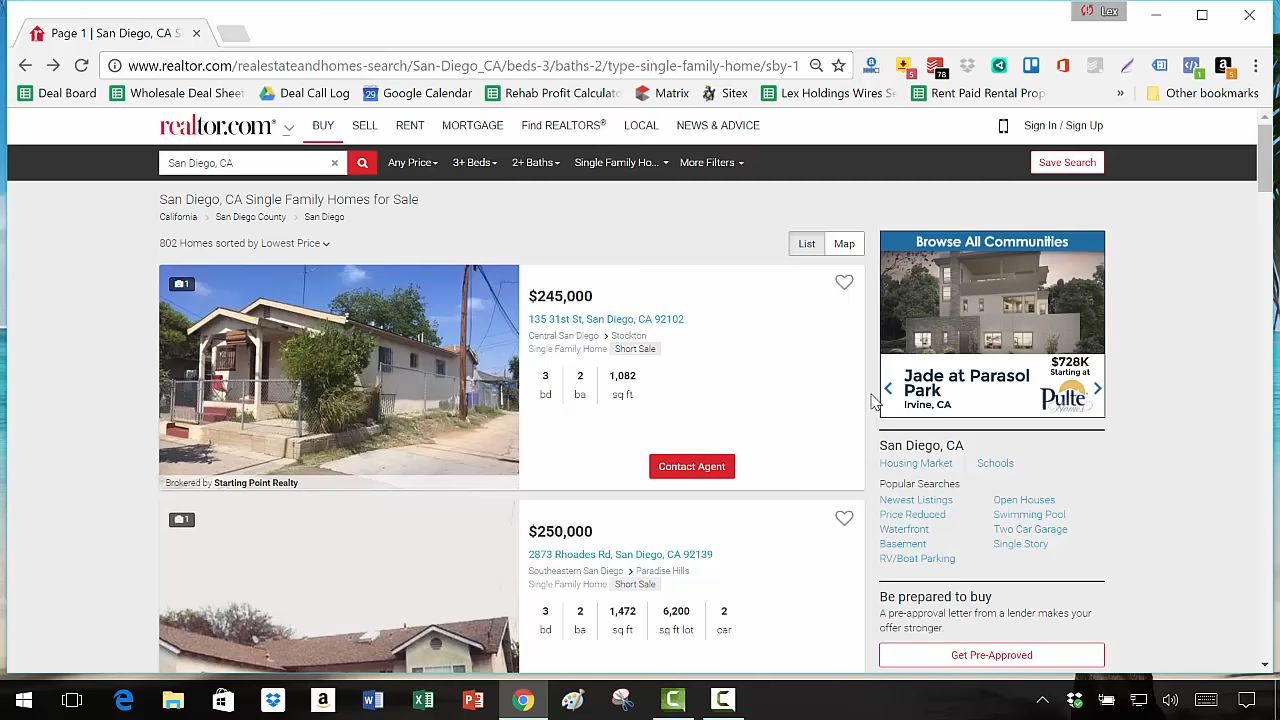 Lex
Page 1 | San Diego, CA S
www.realtor.com/realestateandhomes-search/San-Diego_CA/beds-3/baths-2/type-single-family-home/sby-1
5
78
1
5
Deal Board
Wholesale Deal Sheet
Deal Call Log
29
Google Calendar
Rehab Profit Calculato
Matrix
Sitex
Lex Holdings Wires Se
Rent Paid Rental Prop
»
Other bookmarks
realtor.com®
BUY
SELL
RENT
MORTGAGE
Find REALTORS®
LOCAL
NEWS & ADVICE
Sign In / Sign Up
San Diego, CA
Any Price
3+ Beds
2+ Baths
Single Family Ho...
More Filters
Save Search
San Diego, CA Single Family Homes for Sale
California > San Diego County > San Diego
802 Homes sorted by Lowest Price
List
Map
1
Brokered by Starting Point Realty
$245,000
135 31st St, San Diego, CA 92102
Central San Diego > Stockton
Single Family Home Short Sale
3 2 1,082
bd ba sq ft
Contact Agent
1
$250,000
2873 Rhoades Rd, San Diego, CA 92139
Southeastern San Diego > Paradise Hills
Single Family Home Short Sale
3 2 1,472 6,200 2
bd ba sq ft sq ft lot car
Browse All Communities
Jade at Parasol
Park
Irvine, CA
$728K
Starting at
Pulte
Homes
San Diego, CA
Housing Market Schools
Popular Searches
Newest Listings Open Houses
Price Reduced Swimming Pool
Waterfront Two Car Garage
Basement Single Story
RV/Boat Parking
Be prepared to buy
A pre-approval letter from a lender makes your
offer stronger.
Get Pre-Approved